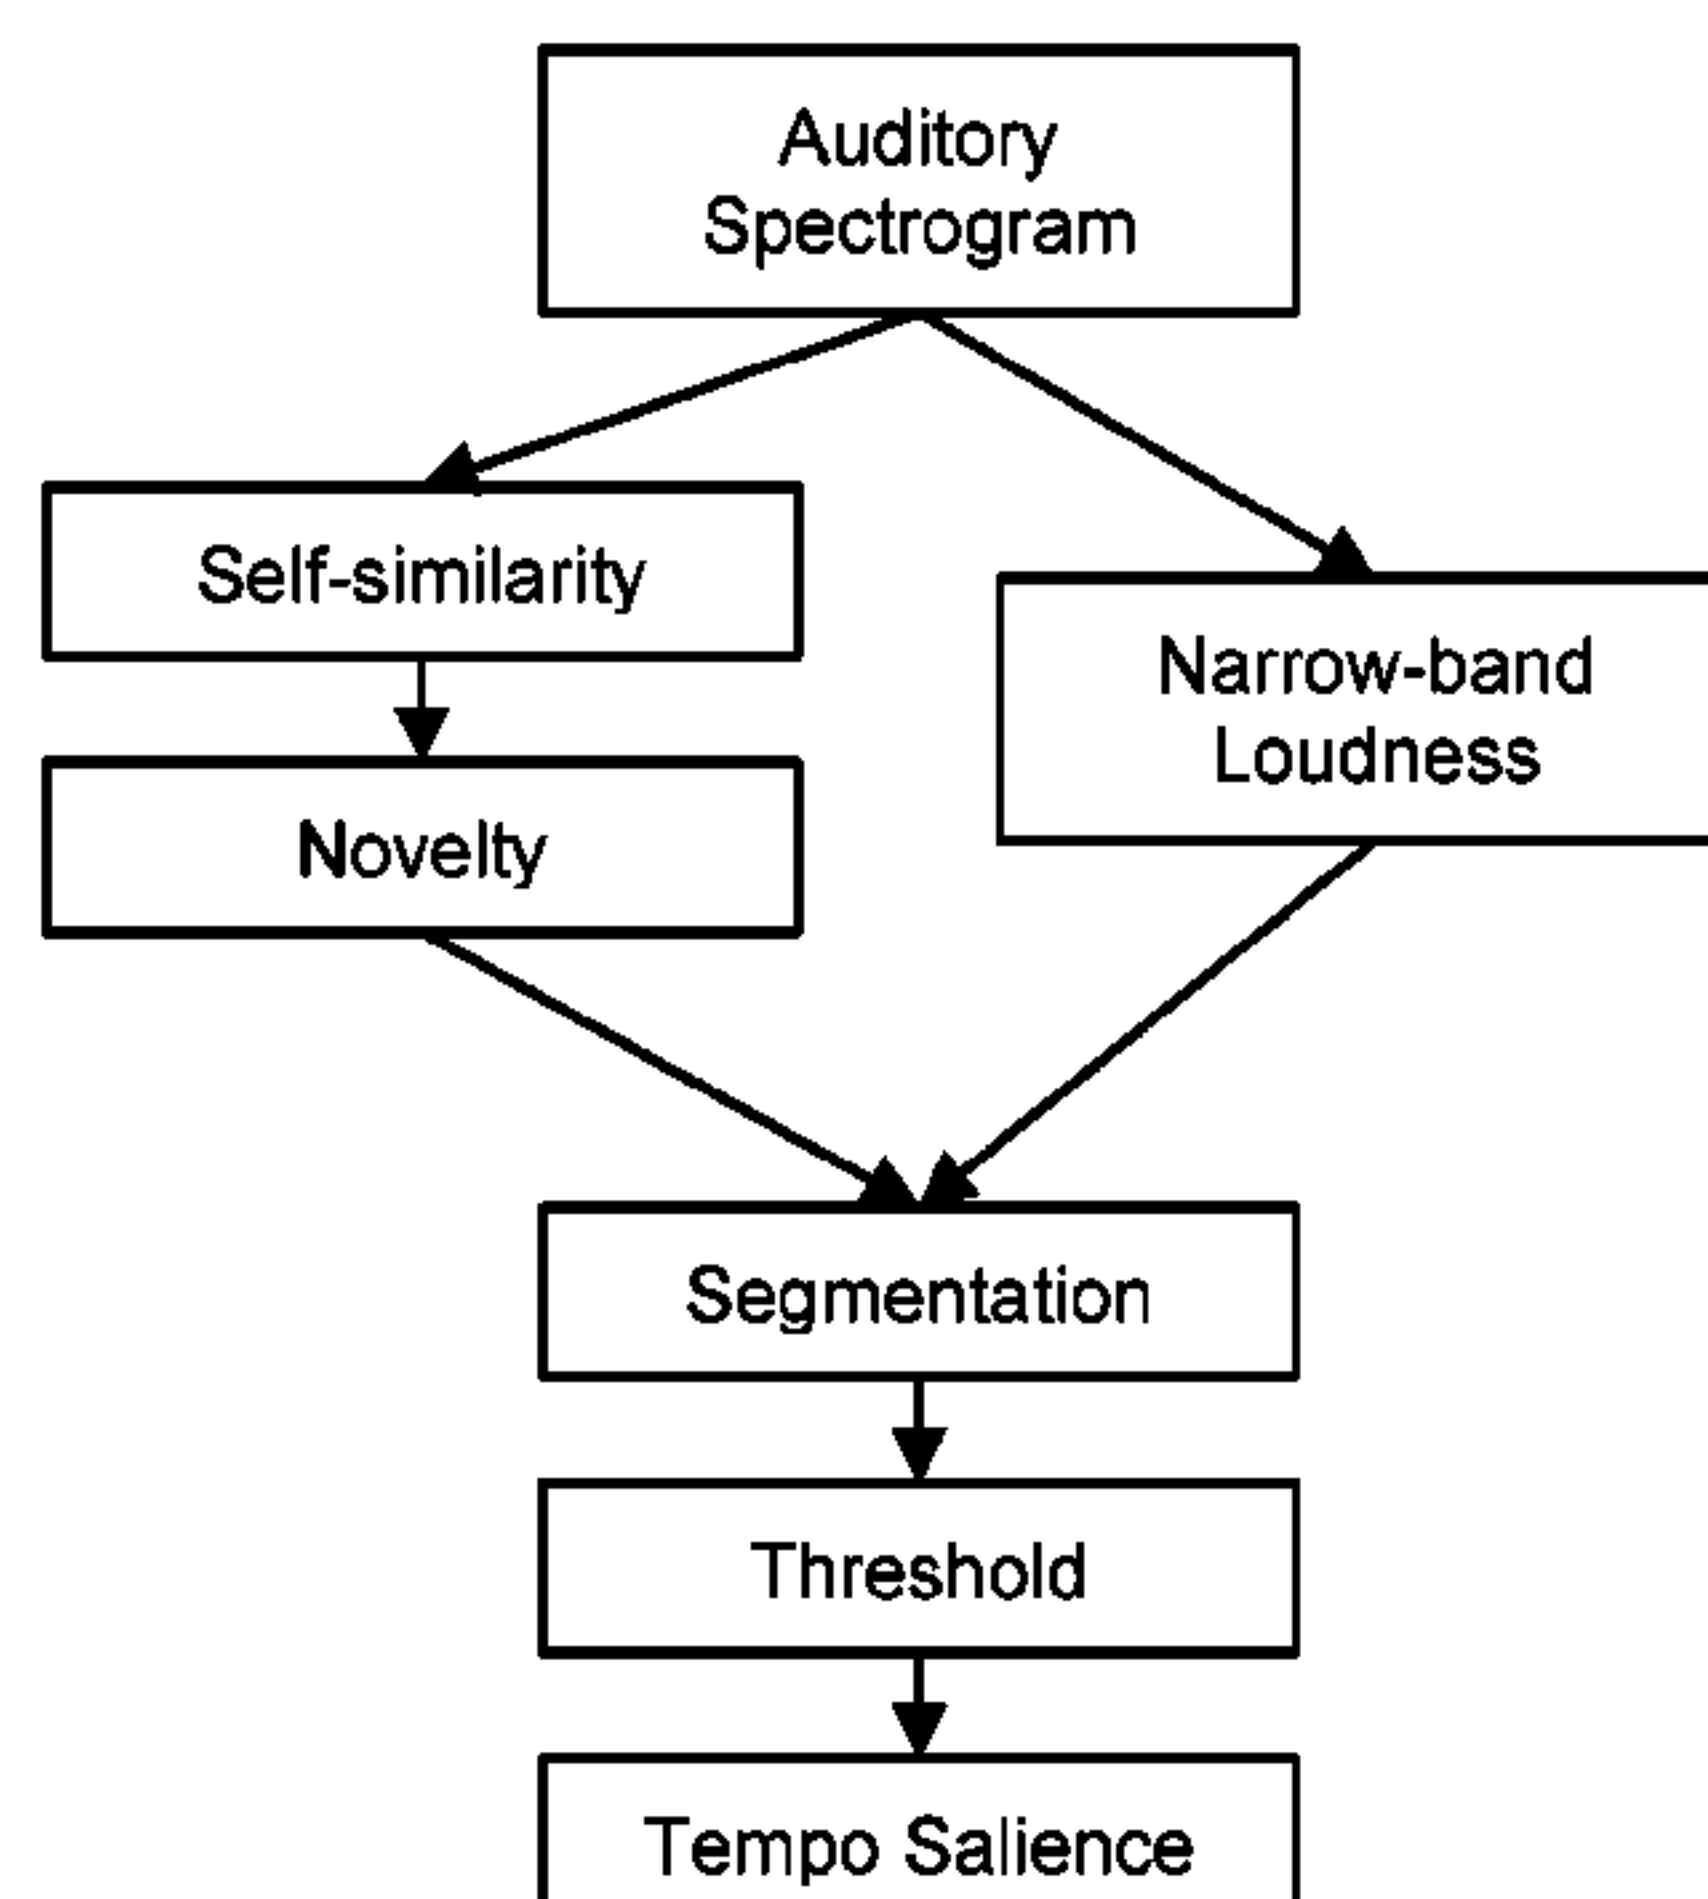 Auditory
Spectrogram
Self-similarity
Narrow-band
Loudness
Novelty
Segmentation
Threshold
Tempo Salience